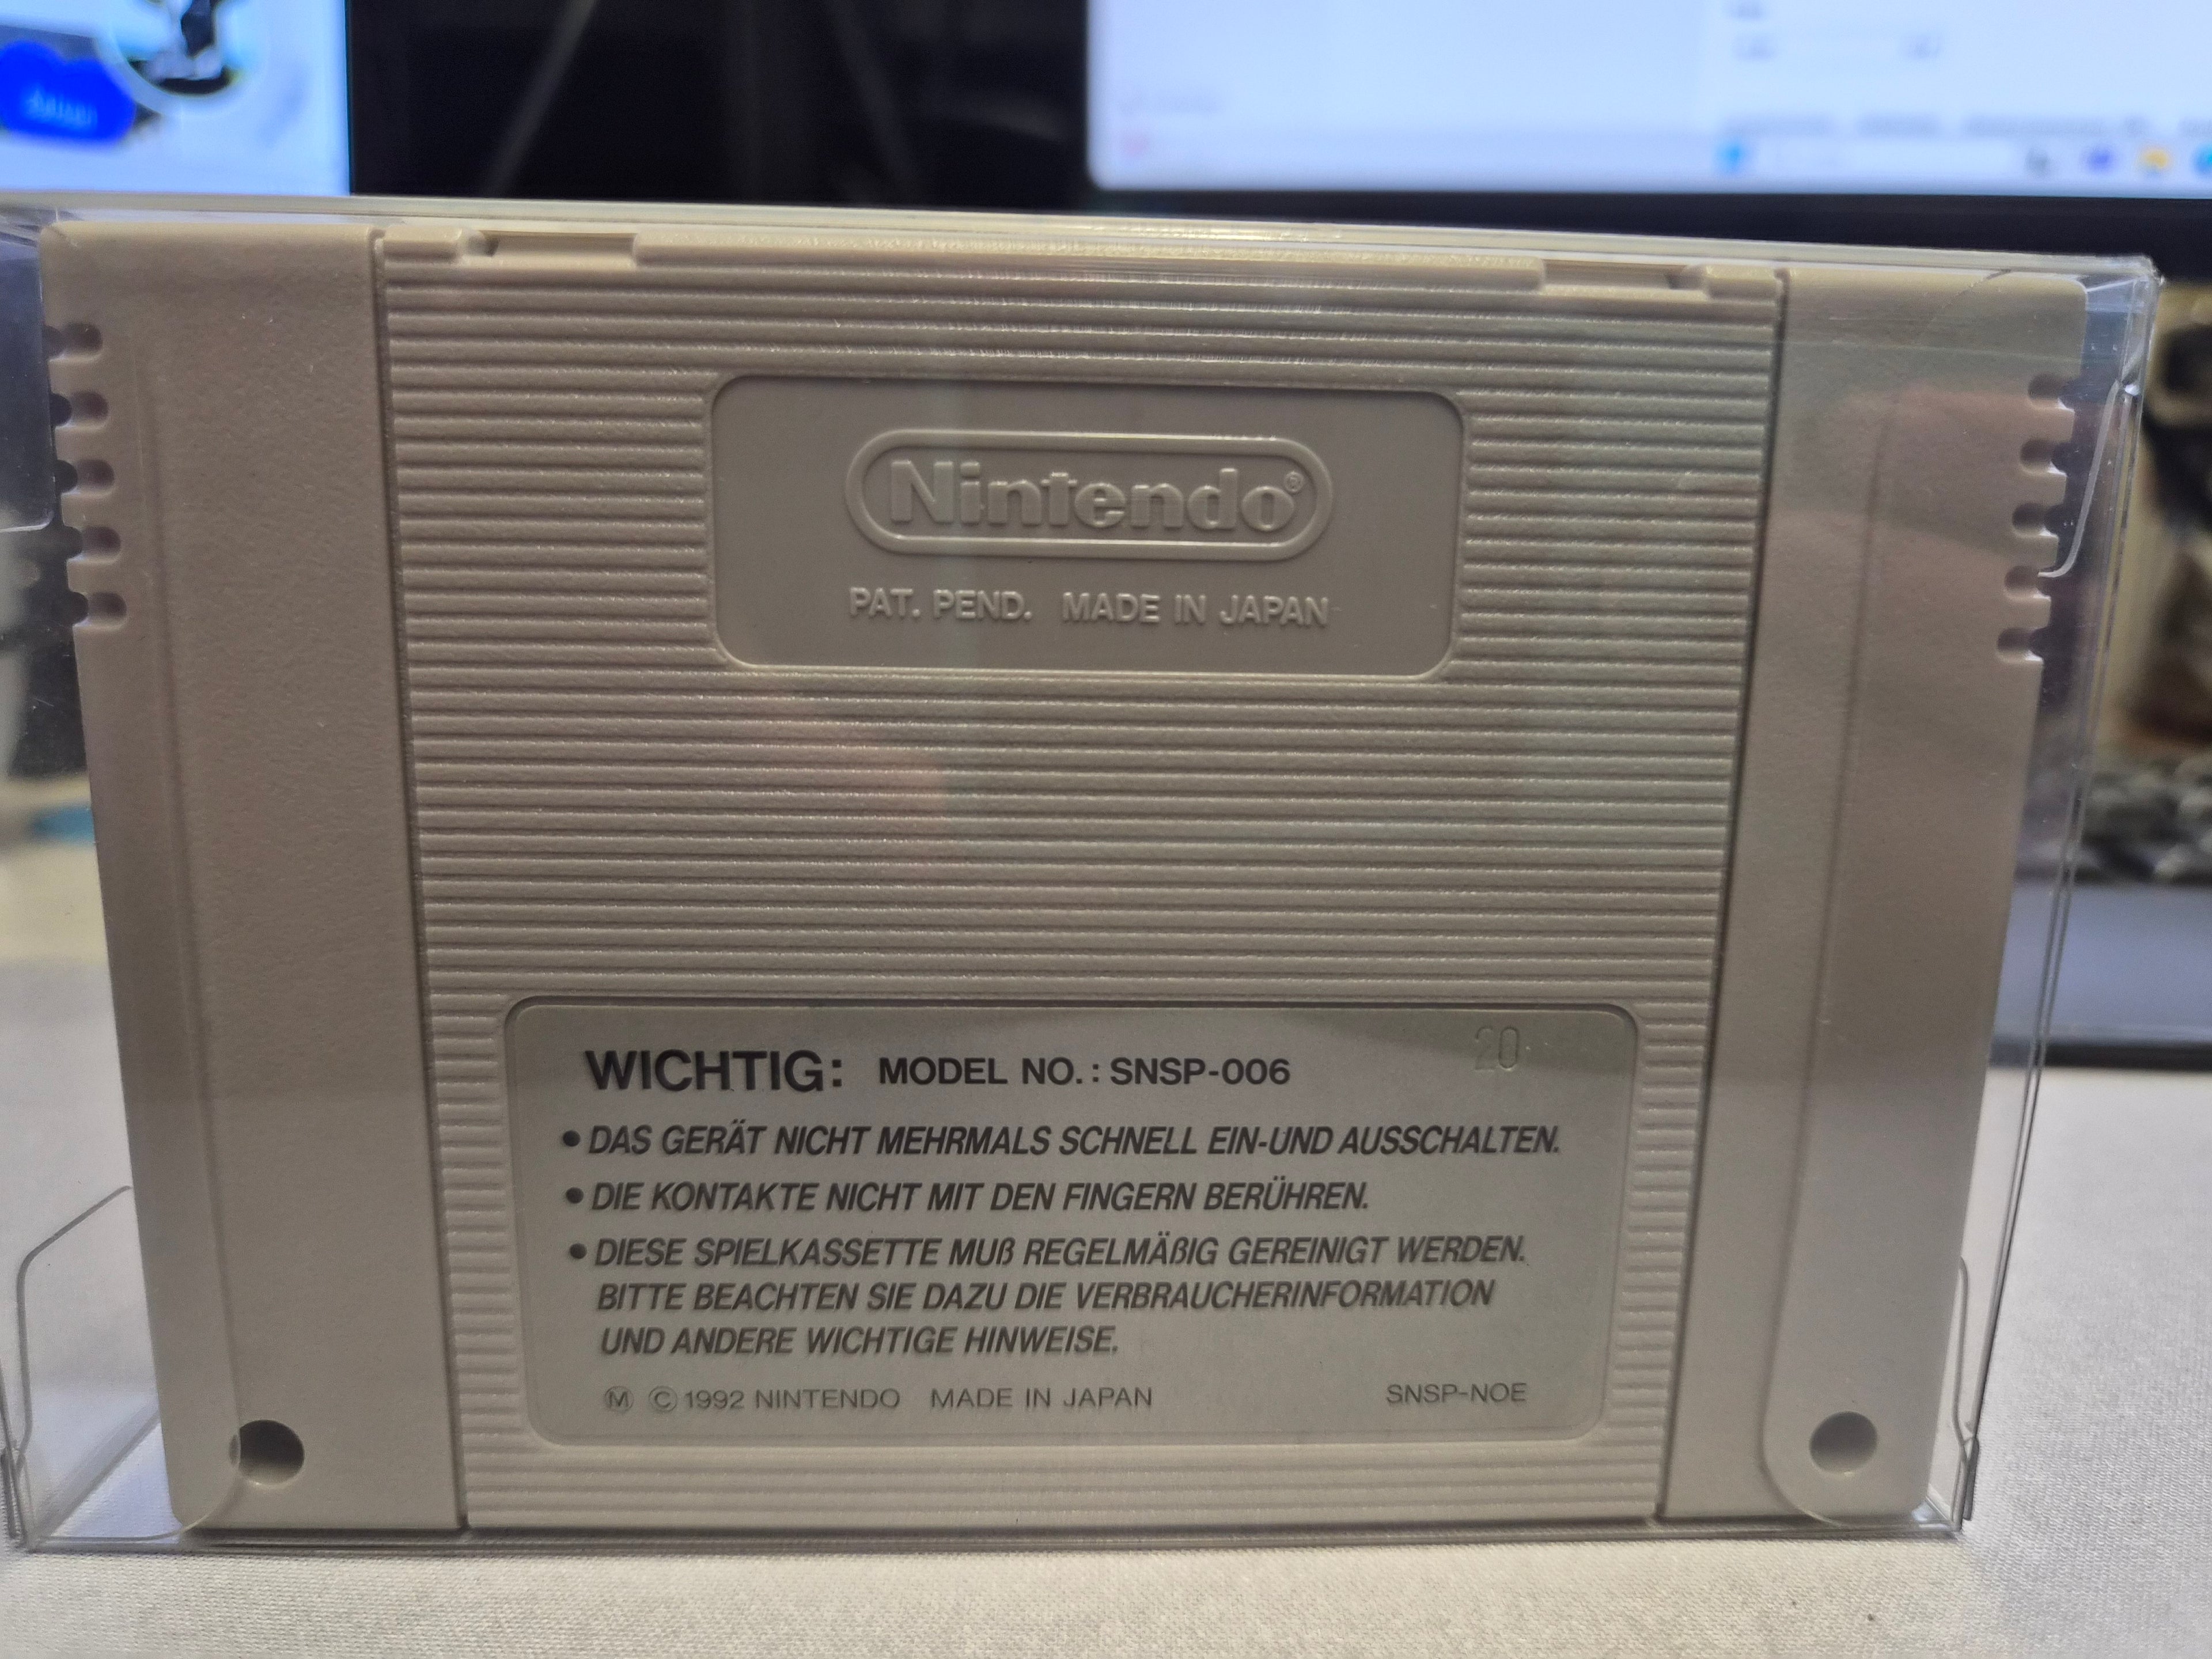 Nintendo®
PAT. PEND. MADE IN JAPAN
WICHTIG: MODEL NO.: SNSP-006
20
• DAS GERÄT NICHT MEHRMALS SCHNELL EIN-UND AUSSCHALTEN.
• DIE KONTAKTE NICHT MIT DEN FINGERN BERÜHREN.
• DIESE SPIELKASSETTE MUß REGELMÄßIG GEREINIGT WERDEN.
BITTE BEACHTEN SIE DAZU DIE VERBRAUCHERINFORMATION
UND ANDERE WICHTIGE HINWEISE.
Ⓜ © 1992 NINTENDO MADE IN JAPAN SNSP-NOE